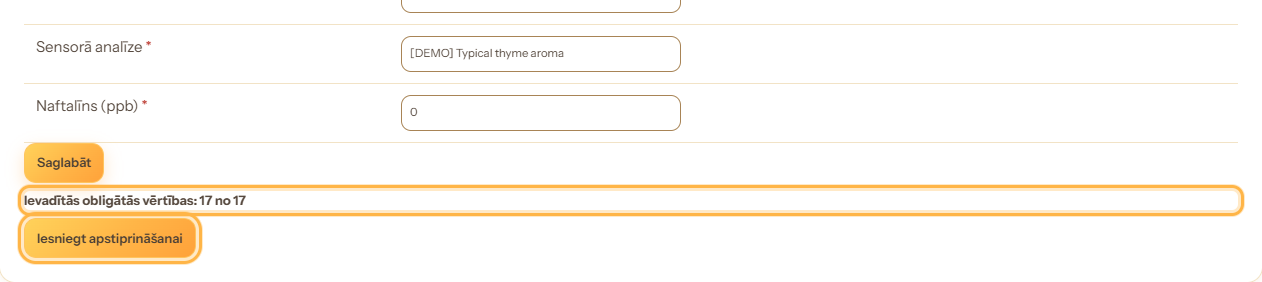 Sensorā analīze *
[DEMO] Typical thyme aroma
Naftalīns (ppb) *
0
Saglabāt
Ievadītās obligātās vērtības: 17 no 17
Iesniegt apstiprināšanai